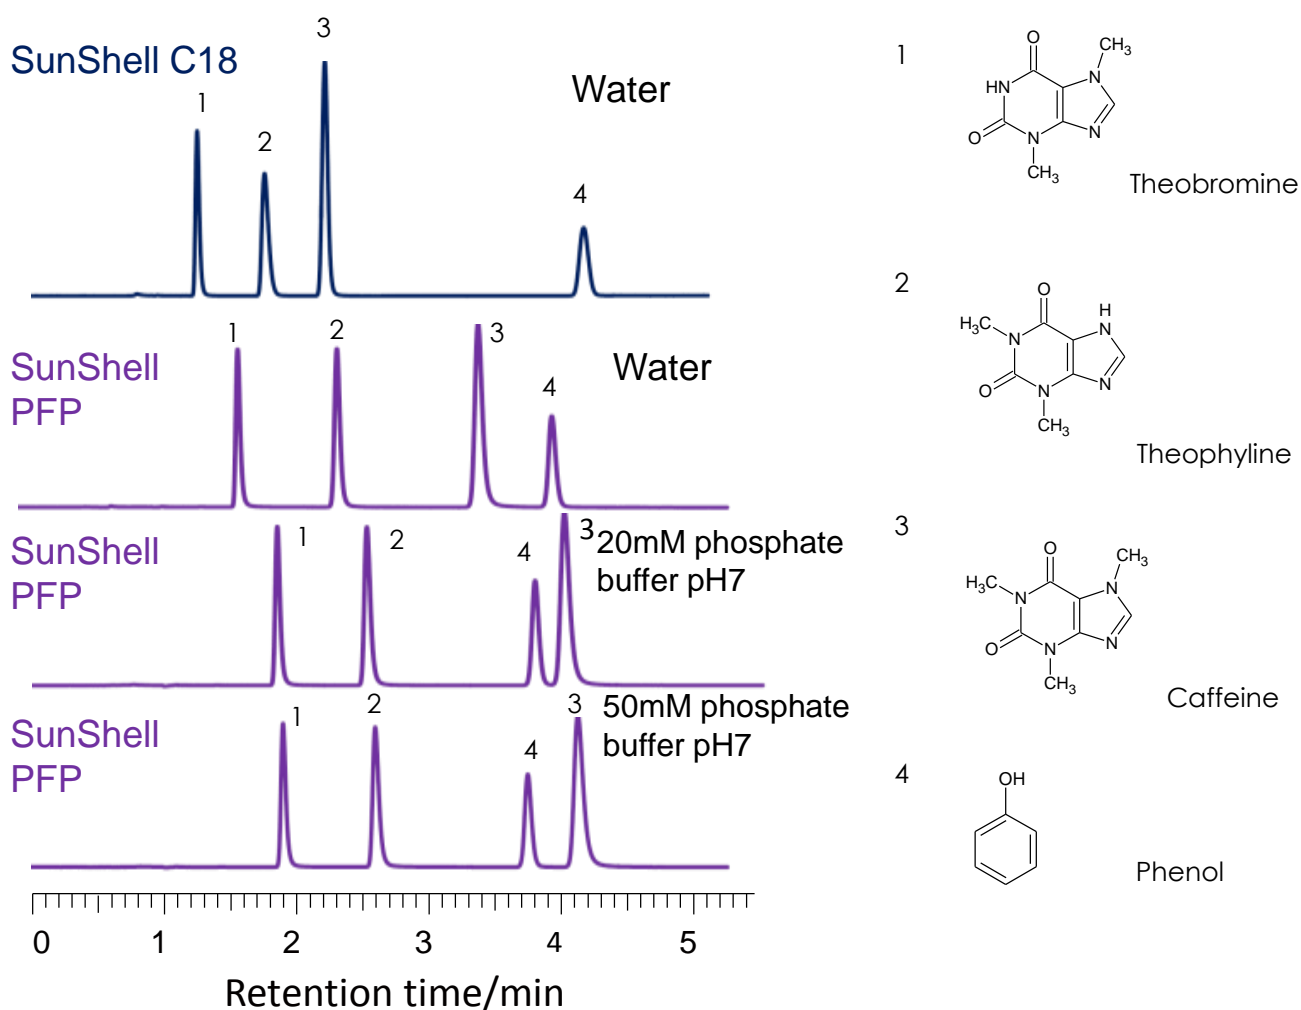 SunShell C18
1
2
3
4
Water
SunShell
PFP
1
2
3
4
Water
SunShell
PFP
1
2
4
3
20mM phosphate
buffer pH7
SunShell
PFP
1
2
4
3
50mM phosphate
buffer pH7
0 1 2 3 4 5
Retention time/min
1
O
CH3
HN
N
O
N
N
CH3
Theobromine
2
O
H
H3C
N
N
O
N
N
CH3
Theophyline
3
O
CH3
H3C
N
N
O
N
N
CH3
Caffeine
4
OH
Phenol